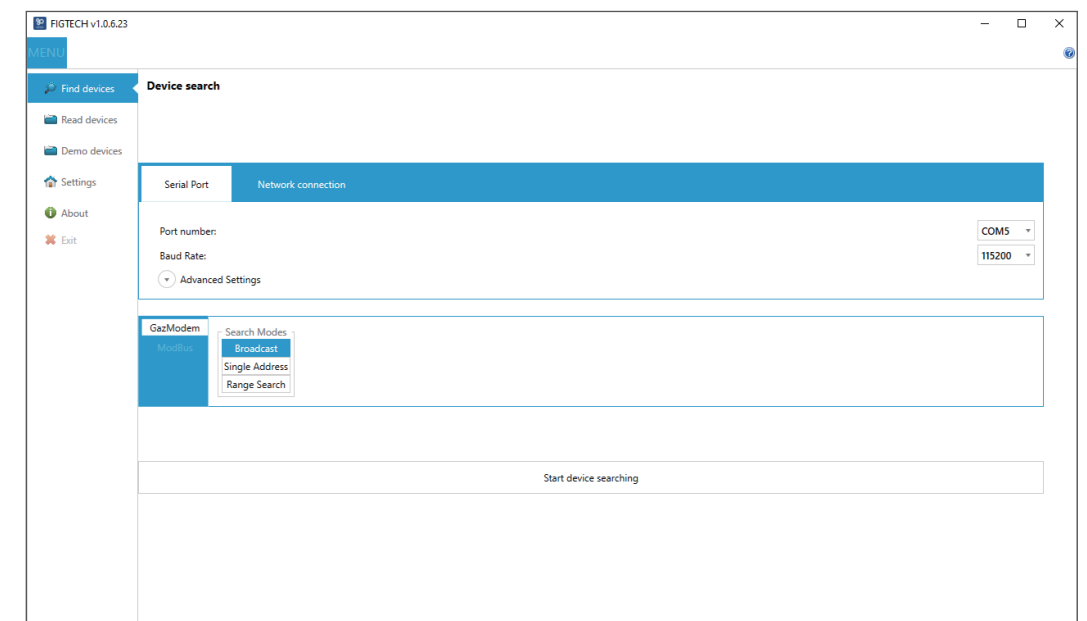 FIGTECH v1.0.6.23
MENU
Find devices
Read devices
Demo devices
Settings
About
Exit
Device search
Serial Port
Network connection
Port number:
COM5
Baud Rate:
115200
Advanced Settings
GazModem
ModBus
Search Modes
Broadcast
Single Address
Range Search
Start device searching